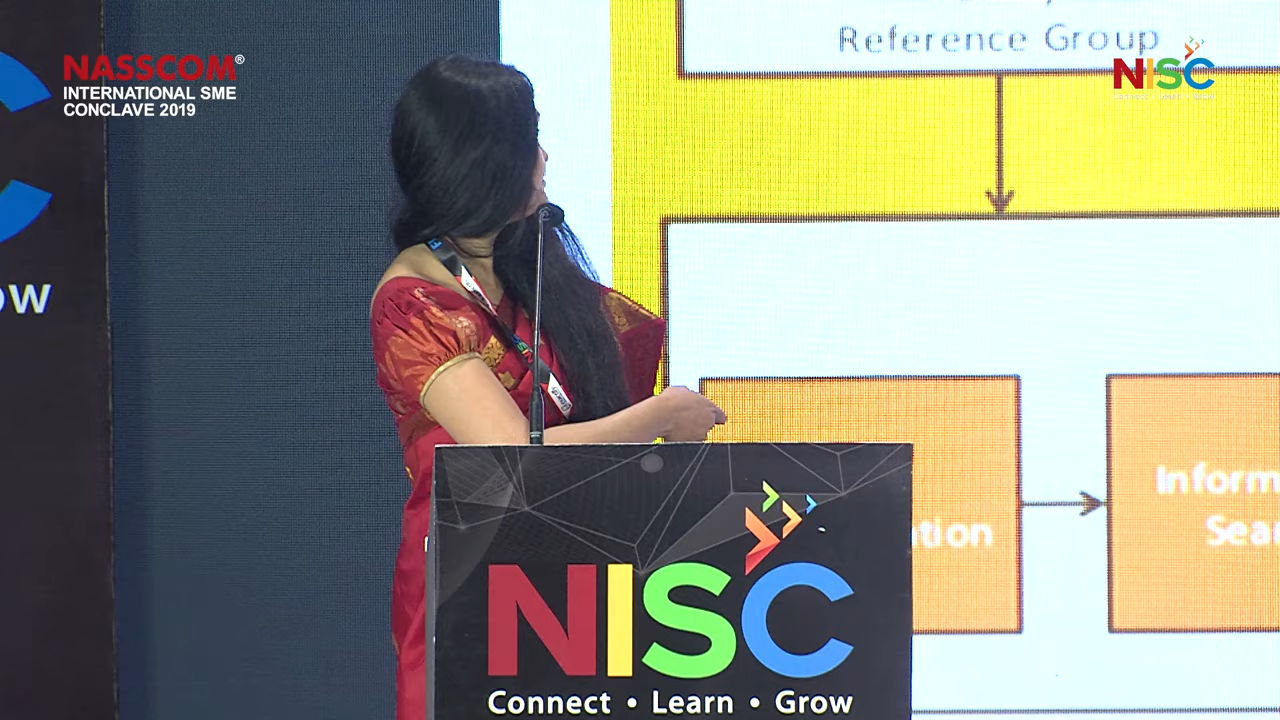 NASSCOM®
INTERNATIONAL SME
CONCLAVE 2019
Reference Group
NISC
ow
NISC
Connect • Learn • Grow